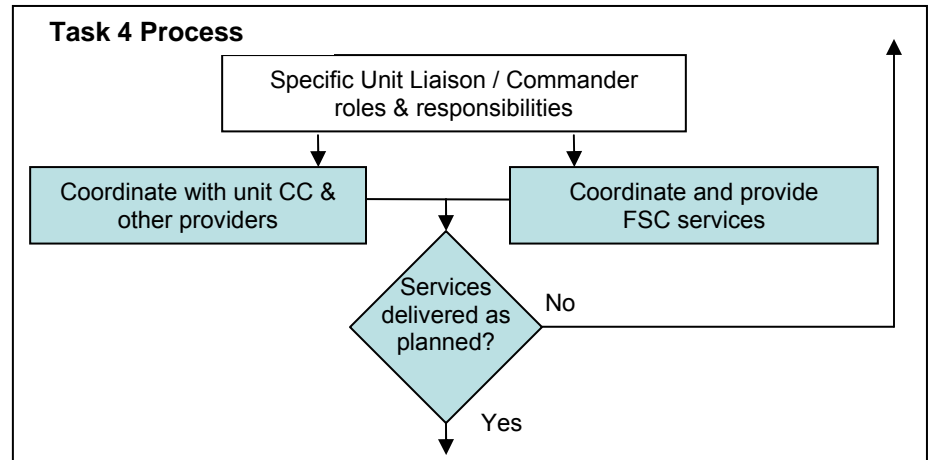 Task 4 Process
Specific Unit Liaison / Commander
roles & responsibilities
Coordinate with unit CC &
other providers
Coordinate and provide
FSC services
Services
delivered as
planned?
No
Yes